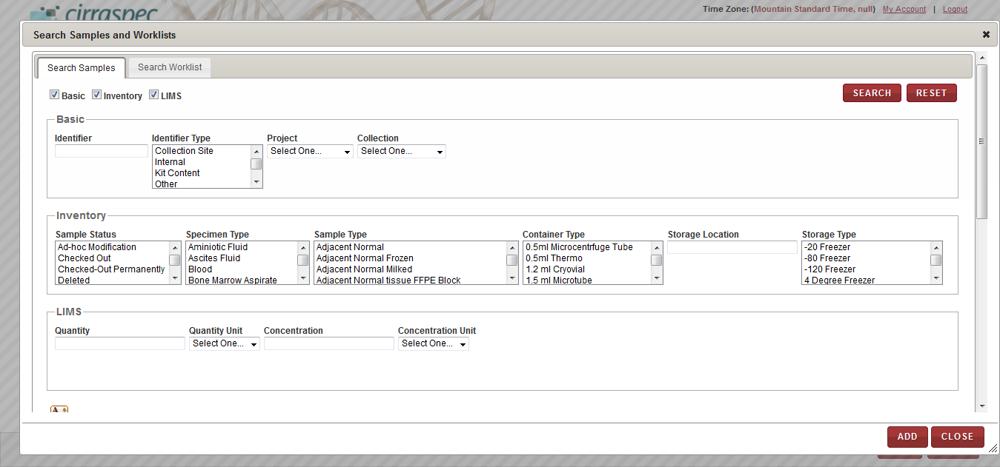 cirraspec
Time Zone: (Mountain Standard Time, null) My Account | Logout
Search Samples and Worklists
Search Samples Search Worklist
Basic Inventory LIMS SEARCH RESET
Basic
Identifier Identifier Type Project Collection
Collection Site Select One... Select One...
Internal
Kit Content
Other
Inventory
Sample Status Specimen Type Sample Type Container Type Storage Location Storage Type
Ad-hoc Modification Aminiotic Fluid Adjacent Normal 0.5ml Microcentrfuge Tube -20 Freezer
Checked Out Ascites Fluid Adjacent Normal Frozen 0.5ml Thermo -80 Freezer
Checked-Out Permanently Blood Adjacent Normal Milked 1.2 ml Cryovial -120 Freezer
Deleted Bone Marrow Aspirate Adjacent Normal tissue FFPE Block 1.5 ml Microtube 4 Degree Freezer
LIMS
Quantity Quantity Unit Concentration Concentration Unit
Select One... Select One...
A
ADD CLOSE